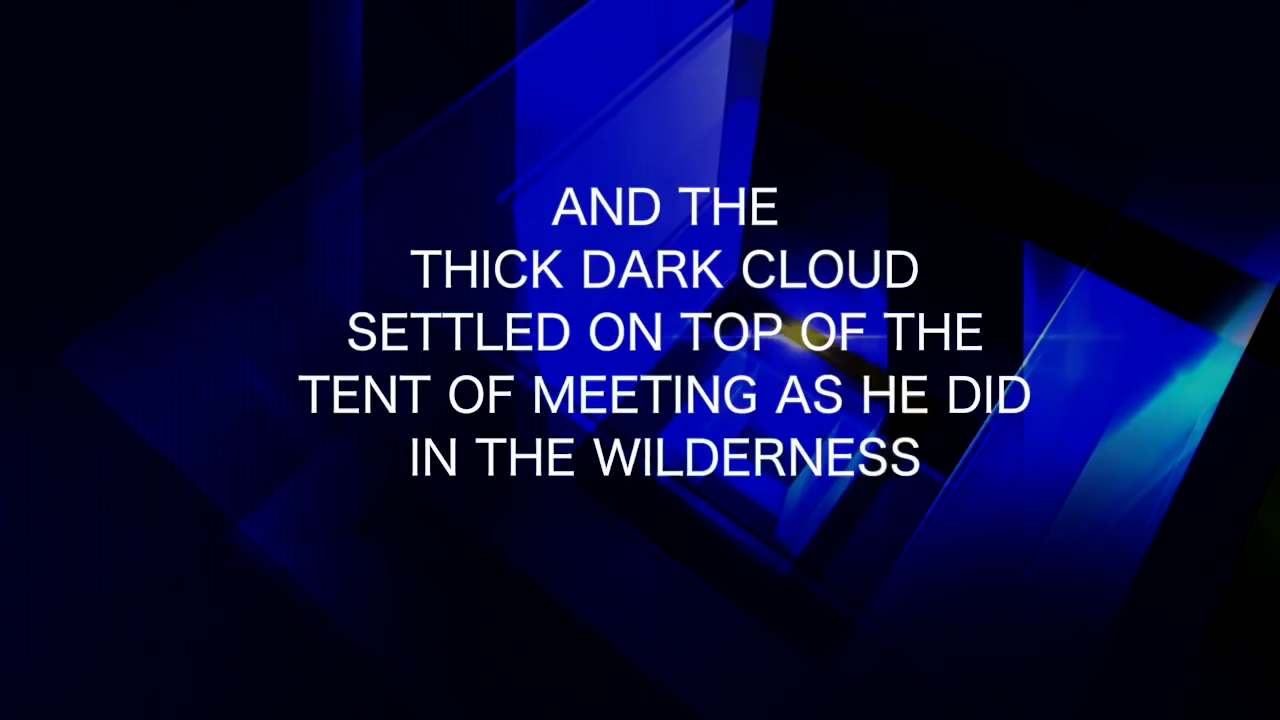 AND THE
THICK DARK CLOUD
SETTLED ON TOP OF THE
TENT OF MEETING AS HE DID
IN THE WILDERNESS